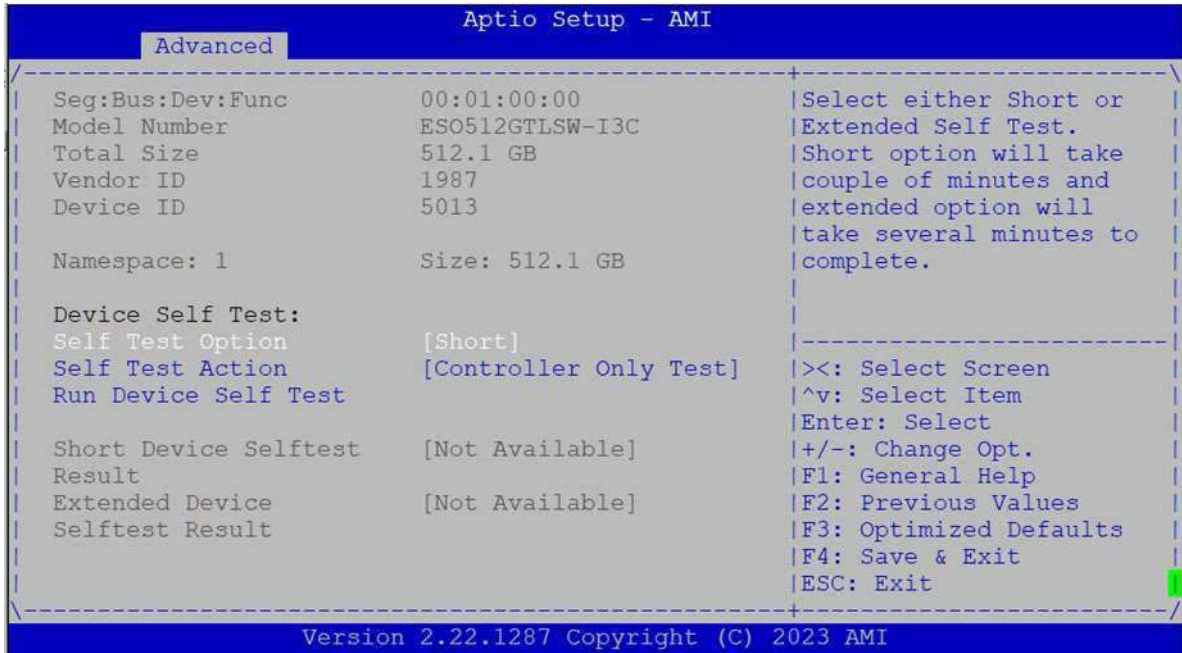 Aptio Setup - AMI
Advanced
Seg:Bus:Dev:Func 00:01:00:00
Model Number ESO512GTLSW-I3C
Total Size 512.1 GB
Vendor ID 1987
Device ID 5013
Namespace: 1 Size: 512.1 GB
Device Self Test:
Self Test Option [Short]
Self Test Action [Controller Only Test]
Run Device Self Test
Short Device Selftest [Not Available]
Result
Extended Device [Not Available]
Selftest Result
Select either Short or
Extended Self Test.
Short option will take
couple of minutes and
extended option will
take several minutes to
complete.
><: Select Screen
^v: Select Item
Enter: Select
+/-: Change Opt.
F1: General Help
F2: Previous Values
F3: Optimized Defaults
F4: Save & Exit
ESC: Exit
Version 2.22.1287 Copyright (C) 2023 AMI